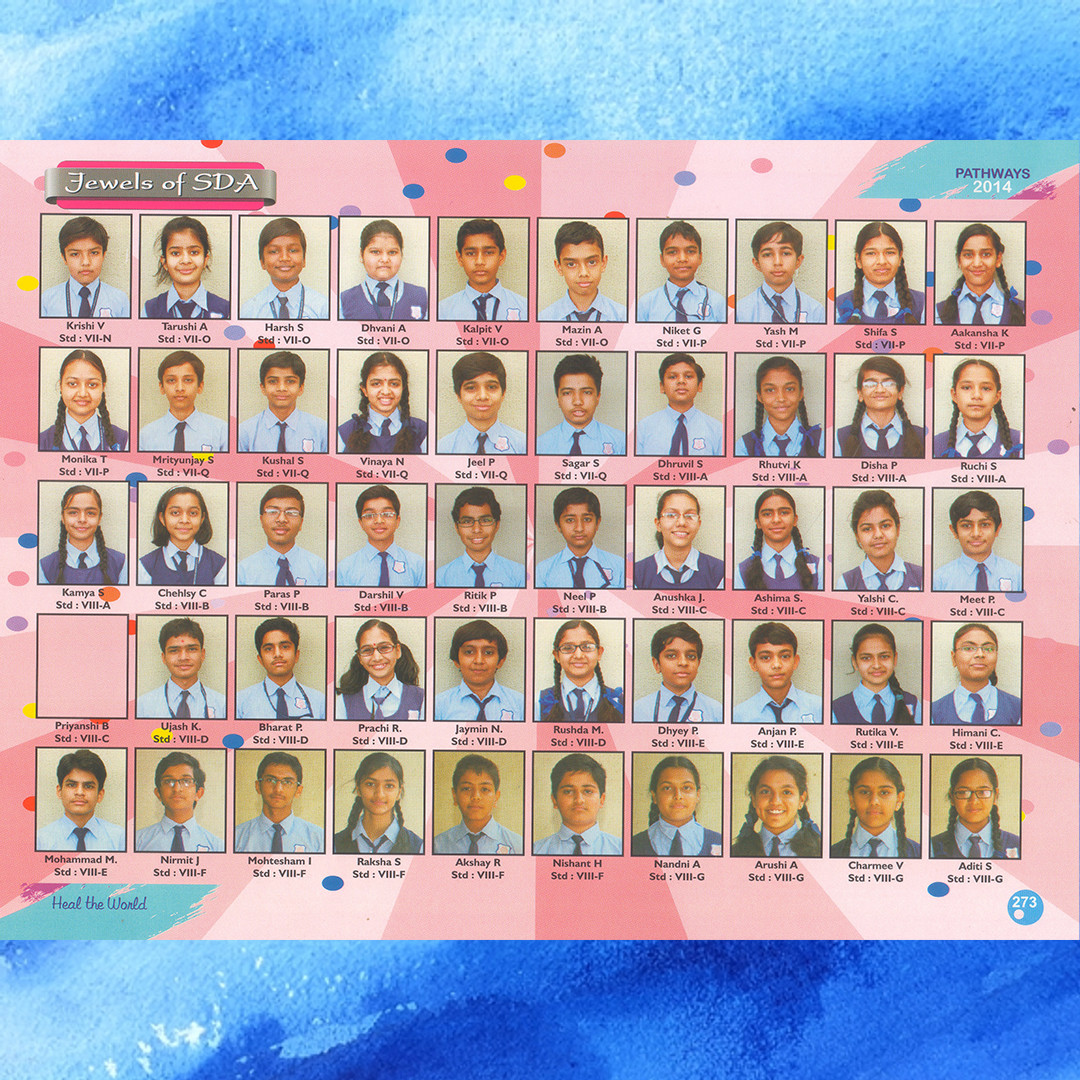 Jewels of SDA
PATHWAYS
2014
Krishi V
Std : VII-N
Tarushi A
Std : VII-O
Harsh S
Std : VII-O
Dhvani A
Std : VII-O
Kalpit V
Std : VII-O
Mazin A
Std : VII-O
Niket G
Std : VII-P
Yash M
Std : VII-P
Shifa S
Std : VII-P
Aakansha K
Std : VII-P
Monika T
Std : VII-P
Mrityunjay S
Std : VII-Q
Kushal S
Std : VII-Q
Vinaya N
Std : VII-Q
Jeel P
Std : VII-Q
Sagar S
Std : VII-Q
Dhruvil S
Std : VIII-A
Rhutvi K
Std : VIII-A
Disha P
Std : VIII-A
Ruchi S
Std : VIII-A
Kamya S
Std : VIII-A
Chehlsy C
Std : VIII-B
Paras P
Std : VIII-B
Darshil V
Std : VIII-B
Ritik P
Std : VIII-B
Neel P
Std : VIII-B
Anushka J.
Std : VIII-C
Ashima S.
Std : VIII-C
Yalshi C.
Std : VIII-C
Meet P.
Std : VIII-C
Priyanshi B
Std : VIII-C
Ujash K.
Std : VIII-D
Bharat P.
Std : VIII-D
Prachi R.
Std : VIII-D
Jaymin N.
Std : VIII-D
Rushda M.
Std : VIII-D
Dhyey P.
Std : VIII-E
Anjan P.
Std : VIII-E
Rutika V.
Std : VIII-E
Himani C.
Std : VIII-E
Mohammad M.
Std : VIII-E
Nirmit J
Std : VIII-F
Mohtesham I
Std : VIII-F
Raksha S
Std : VIII-F
Akshay R
Std : VIII-F
Nishant H
Std : VIII-F
Nandni A
Std : VIII-G
Arushi A
Std : VIII-G
Charmee V
Std : VIII-G
Aditi S
Std : VIII-G
Heal the World
273